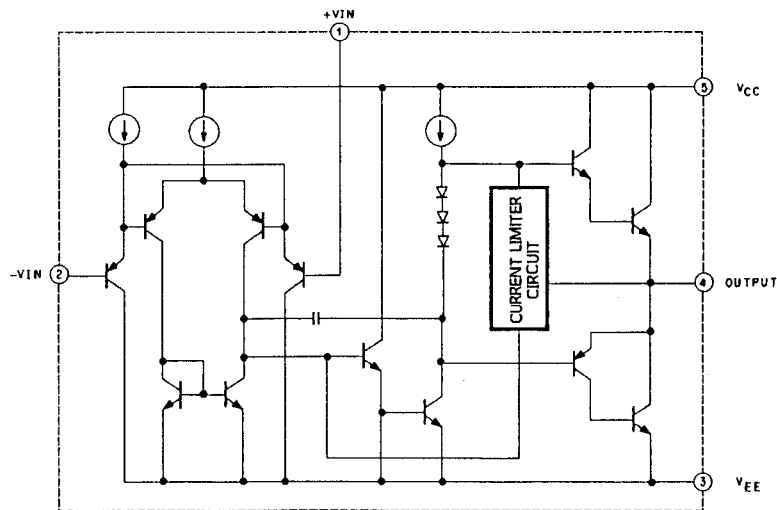 +VIN
1
5 VCC
-VIN 2
CURRENT LIMITER
CIRCUIT
4 OUTPUT
3 VEE